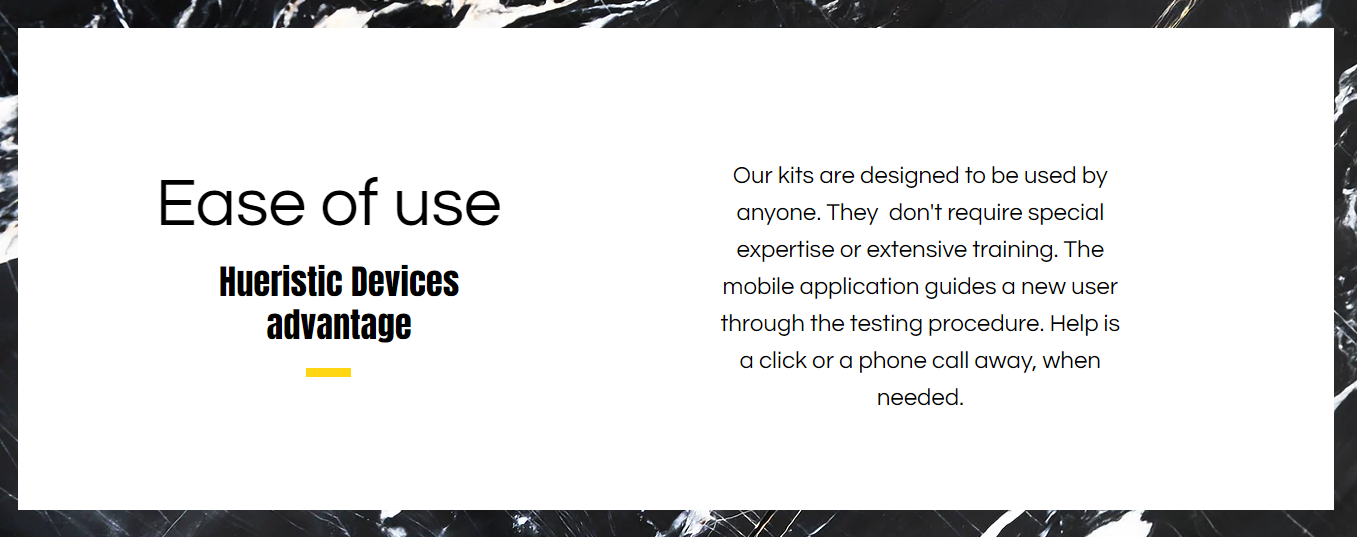 Ease of use
Hueristic Devices
advantage
Our kits are designed to be used by
anyone. They  don't require special
expertise or extensive training. The
mobile application guides a new user
through the testing procedure. Help is
a click or a phone call away, when
needed.